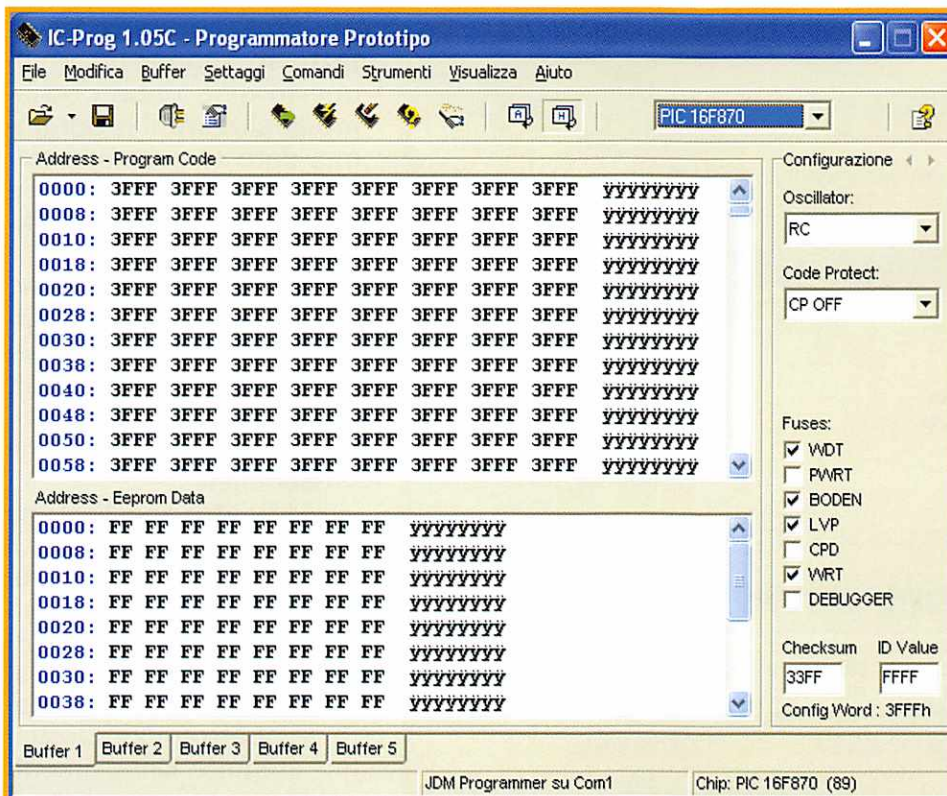 IC-Prog 1.05C - Programmatore Prototipo
File Modifica Buffer Settaggi Comandi Strumenti Visualizza Aiuto
PIC 16F870
Address - Program Code
0000: 3FFF 3FFF 3FFF 3FFF 3FFF 3FFF 3FFF 3FFF ÿÿÿÿÿÿÿÿ
0008: 3FFF 3FFF 3FFF 3FFF 3FFF 3FFF 3FFF 3FFF ÿÿÿÿÿÿÿÿ
0010: 3FFF 3FFF 3FFF 3FFF 3FFF 3FFF 3FFF 3FFF ÿÿÿÿÿÿÿÿ
0018: 3FFF 3FFF 3FFF 3FFF 3FFF 3FFF 3FFF 3FFF ÿÿÿÿÿÿÿÿ
0020: 3FFF 3FFF 3FFF 3FFF 3FFF 3FFF 3FFF 3FFF ÿÿÿÿÿÿÿÿ
0028: 3FFF 3FFF 3FFF 3FFF 3FFF 3FFF 3FFF 3FFF ÿÿÿÿÿÿÿÿ
0030: 3FFF 3FFF 3FFF 3FFF 3FFF 3FFF 3FFF 3FFF ÿÿÿÿÿÿÿÿ
0038: 3FFF 3FFF 3FFF 3FFF 3FFF 3FFF 3FFF 3FFF ÿÿÿÿÿÿÿÿ
0040: 3FFF 3FFF 3FFF 3FFF 3FFF 3FFF 3FFF 3FFF ÿÿÿÿÿÿÿÿ
0048: 3FFF 3FFF 3FFF 3FFF 3FFF 3FFF 3FFF 3FFF ÿÿÿÿÿÿÿÿ
0050: 3FFF 3FFF 3FFF 3FFF 3FFF 3FFF 3FFF 3FFF ÿÿÿÿÿÿÿÿ
0058: 3FFF 3FFF 3FFF 3FFF 3FFF 3FFF 3FFF 3FFF ÿÿÿÿÿÿÿÿ
Address - Eeprom Data
0000: FF FF FF FF FF FF FF FF ÿÿÿÿÿÿÿÿ
0008: FF FF FF FF FF FF FF FF ÿÿÿÿÿÿÿÿ
0010: FF FF FF FF FF FF FF FF ÿÿÿÿÿÿÿÿ
0018: FF FF FF FF FF FF FF FF ÿÿÿÿÿÿÿÿ
0020: FF FF FF FF FF FF FF FF ÿÿÿÿÿÿÿÿ
0028: FF FF FF FF FF FF FF FF ÿÿÿÿÿÿÿÿ
0030: FF FF FF FF FF FF FF FF ÿÿÿÿÿÿÿÿ
0038: FF FF FF FF FF FF FF FF ÿÿÿÿÿÿÿÿ
Configurazione
Oscillator:
RC
Code Protect:
CP OFF
Fuses:
WDT
PWRT
BODEN
LVP
CPD
WRT
DEBUGGER
Checksum ID Value
33FF FFFF
Config Word : 3FFFh
Buffer 1 Buffer 2 Buffer 3 Buffer 4 Buffer 5
JDM Programmer su Com1 Chip: PIC 16F870 (89)